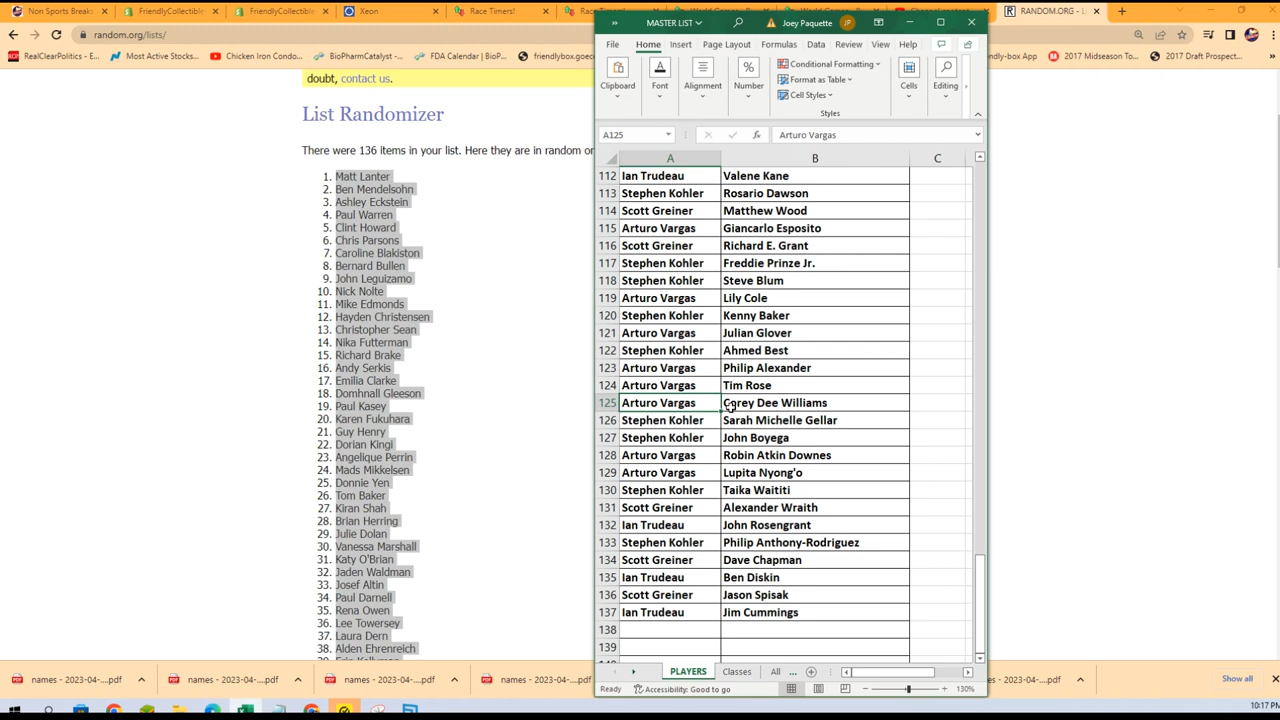 Non Sports Breaks
FriendlyCollectible
FriendlyCollectible
Xeon
Race Timers!
RANDOM.ORG - L
MASTER LIST
Joey Paquette
JP
random.org/lists/
RealClearPolitics - E...
Most Active Stocks...
Chicken Iron Condo...
BioPharmCatalyst -...
FDA Calendar | BioP...
friendlybox.goec
friendly-box App
2017 Midseason To...
2017 Draft Prospect...
File
Home
Insert
Page Layout
Formulas
Data
Review
View
Help
Clipboard
Font
Alignment
Number
Conditional Formatting
Format as Table
Cell Styles
Styles
Cells
Editing
A125
Arturo Vargas
doubt, contact us.
List Randomizer
There were 136 items in your list. Here they are in random or
1. Matt Lanter
2. Ben Mendelsohn
3. Ashley Eckstein
4. Paul Warren
5. Clint Howard
6. Chris Parsons
7. Caroline Blakiston
8. Bernard Bullen
9. John Leguizamo
10. Nick Nolte
11. Mike Edmonds
12. Hayden Christensen
13. Christopher Sean
14. Nika Futterman
15. Richard Brake
16. Andy Serkis
17. Emilia Clarke
18. Domhnall Gleeson
19. Paul Kasey
20. Karen Fukuhara
21. Guy Henry
22. Dorian Kingi
23. Angelique Perrin
24. Mads Mikkelsen
25. Donnie Yen
26. Tom Baker
27. Kiran Shah
28. Brian Herring
29. Julie Dolan
30. Vanessa Marshall
31. Katy O'Brian
32. Jaden Waldman
33. Josef Altin
34. Paul Darnell
35. Rena Owen
36. Lee Towersey
37. Laura Dern
38. Alden Ehrenreich
A B C
112 Ian Trudeau Valene Kane
113 Stephen Kohler Rosario Dawson
114 Scott Greiner Matthew Wood
115 Arturo Vargas Giancarlo Esposito
116 Scott Greiner Richard E. Grant
117 Stephen Kohler Freddie Prinze Jr.
118 Stephen Kohler Steve Blum
119 Arturo Vargas Lily Cole
120 Stephen Kohler Kenny Baker
121 Arturo Vargas Julian Glover
122 Stephen Kohler Ahmed Best
123 Arturo Vargas Philip Alexander
124 Arturo Vargas Tim Rose
125 Arturo Vargas Corey Dee Williams
126 Stephen Kohler Sarah Michelle Gellar
127 Stephen Kohler John Boyega
128 Arturo Vargas Robin Atkin Downes
129 Arturo Vargas Lupita Nyong'o
130 Stephen Kohler Taika Waititi
131 Scott Greiner Alexander Wraith
132 Ian Trudeau John Rosengrant
133 Stephen Kohler Philip Anthony-Rodriguez
134 Scott Greiner Dave Chapman
135 Ian Trudeau Ben Diskin
136 Scott Greiner Jason Spisak
137 Ian Trudeau Jim Cummings
138
139
PLAYERS Classes All ...
Ready Accessibility: Good to go 130%
names - 2023-04-....pdf
names - 2023-04-....pdf
names - 2023-04-....pdf
names - 2023-04-....pdf
Show all
10:17 PM